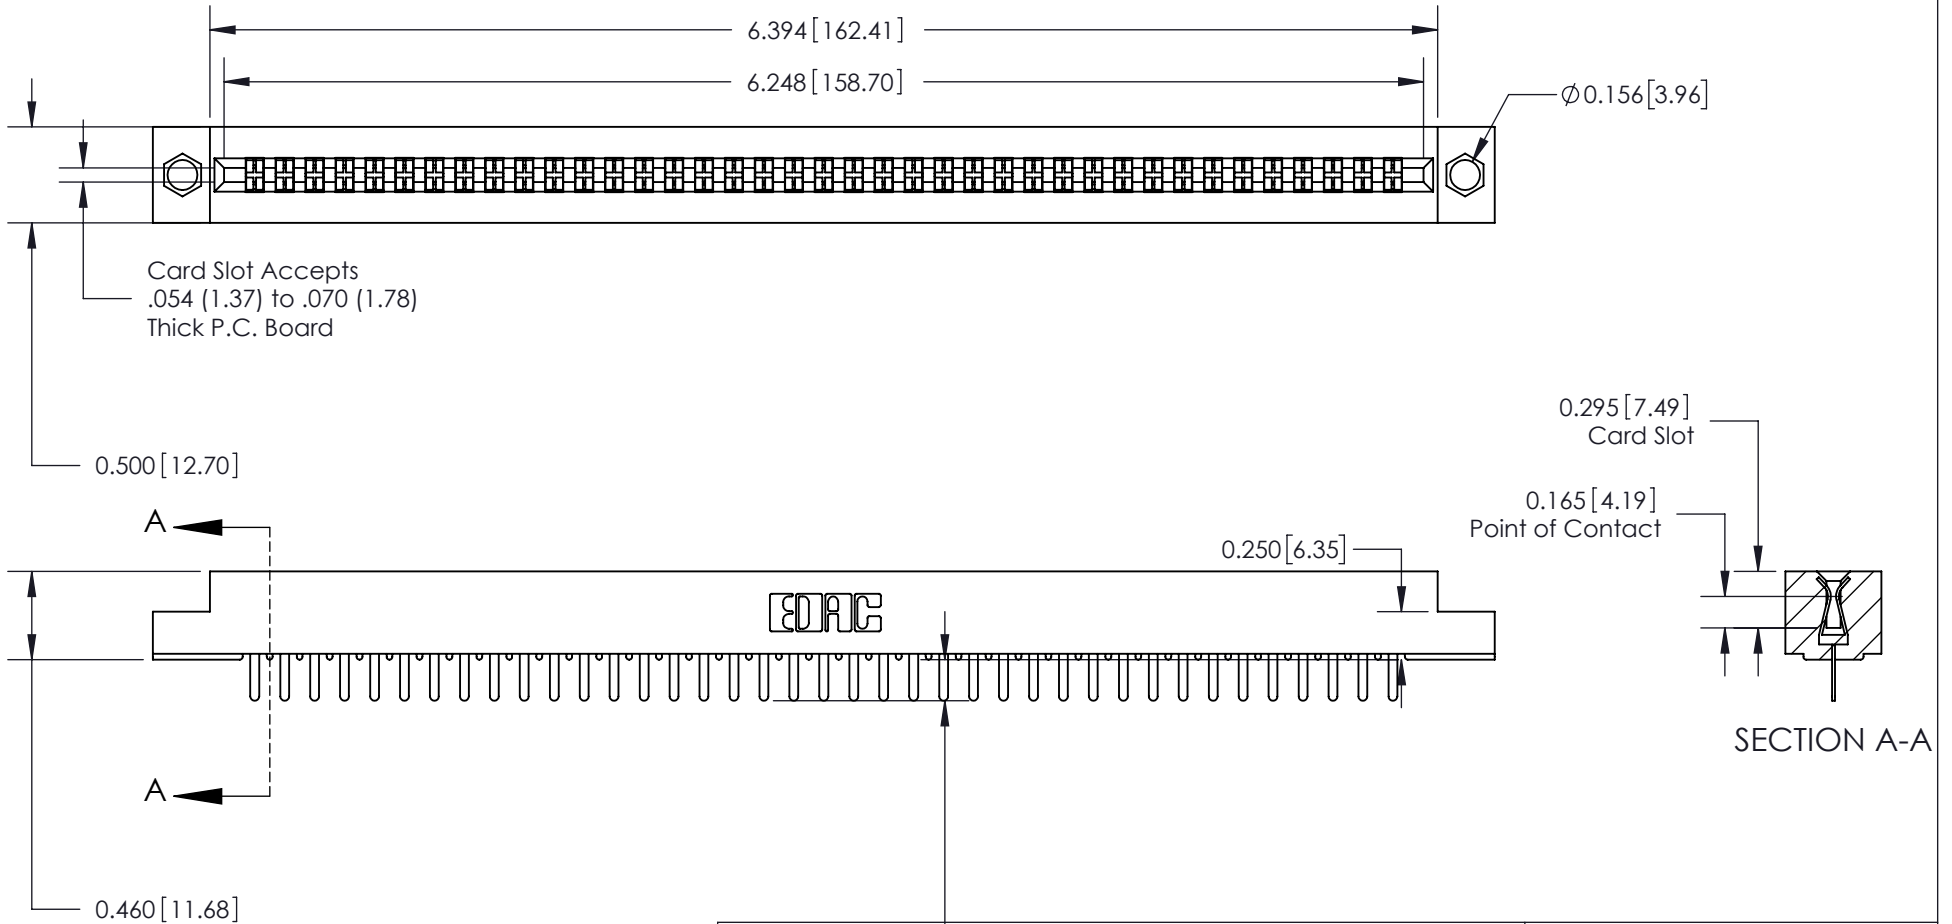 6.394 [162.41]
6.248 [158.70]
Ø0.156 [3.96]
Card Slot Accepts
.054 (1.37) to .070 (1.78)
Thick P.C. Board
0.295 [7.49]
Card Slot
0.500 [12.70]
0.165 [4.19]
Point of Contact
A
0.250 [6.35]
EDAC
SECTION A-A
A
0.460 [11.68]